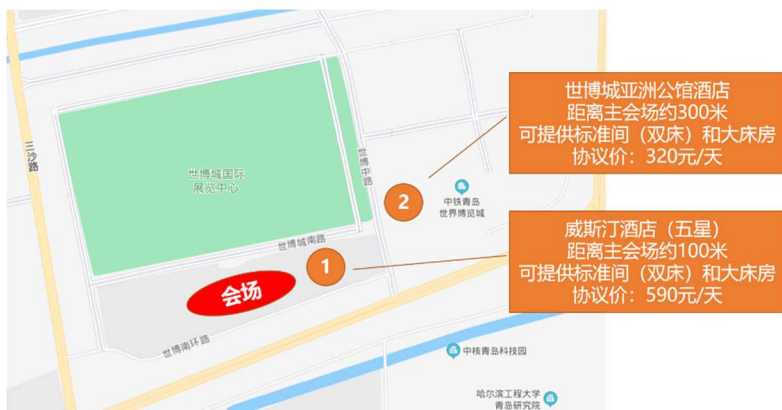 世博城亚洲公馆酒店
距离主会场约300米
可提供标准间（双床）和大床房
协议价：320元/天
三沙路
世博中路
世博城国际
展览中心
2
中铁青岛
世界博览城
威斯汀酒店（五星）
距离主会场约100米
可提供标准间（双床）和大床房
协议价：590元/天
世博城南路
1
会场
世博南环路
中核青岛科技园
哈尔滨工程大学
青岛研究院